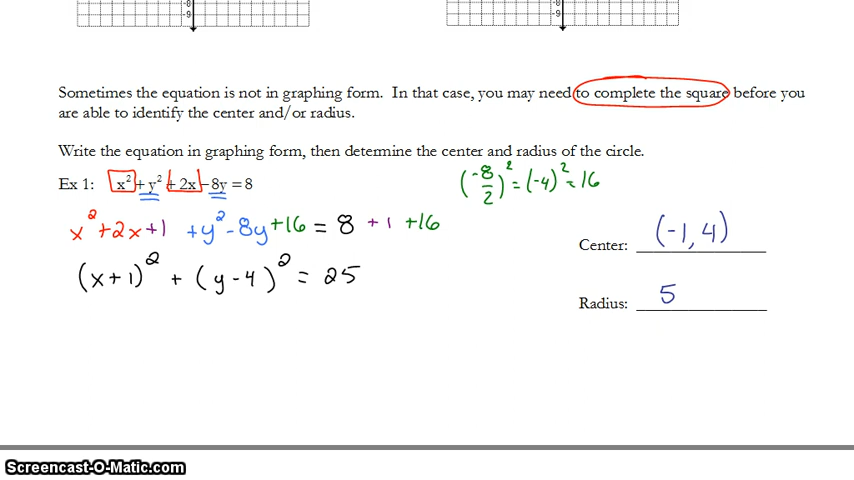 -8
-9
-8
-9
Sometimes the equation is not in graphing form. In that case, you may need to complete the square before you
are able to identify the center and/or radius.
Write the equation in graphing form, then determine the center and radius of the circle.
Ex 1: x² + y² + 2x − 8y = 8
(-8/2)² = (-4)² = 16
x² + 2x + 1 + y² - 8y + 16 = 8 + 1 + 16
Center: (-1, 4)
(x + 1)² + (y - 4)² = 25
Radius: 5
Screencast-O-Matic.com